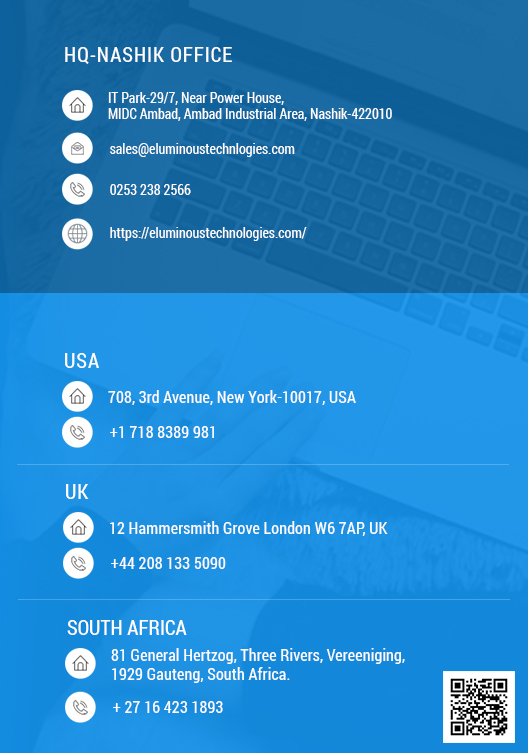 HQ-NASHIK OFFICE
IT Park-29/7, Near Power House,
MIDC Ambad, Ambad Industrial Area, Nashik-422010
sales@eluminoustechnlogies.com
0253 238 2566
https://eluminoustechnologies.com/
USA
708, 3rd Avenue, New York-10017, USA
+1 718 8389 981
UK
12 Hammersmith Grove London W6 7AP, UK
+44 208 133 5090
SOUTH AFRICA
81 General Hertzog, Three Rivers, Vereeniging,
1929 Gauteng, South Africa.
+ 27 16 423 1893